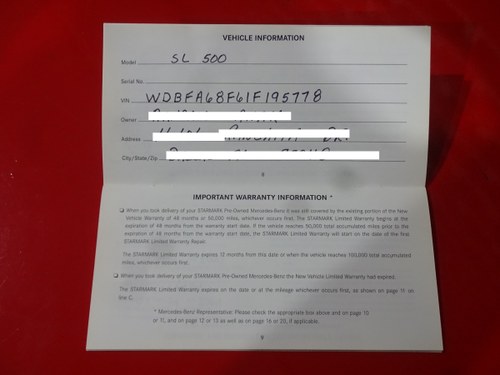 VEHICLE INFORMATION
Model SL 500
Serial No.
VIN WDBFA68F61F195778
Owner
Address
City/State/Zip
8
IMPORTANT WARRANTY INFORMATION *
When you took delivery of your STARMARK Pre-Owned Mercedes-Benz it was still covered by the existing portion of the New
Vehicle Warranty of 48 months or 50,000 miles, whichever occurs first. The STARMARK Limited Warranty begins at the
expiration of 48 months from the warranty start date. If the vehicle reaches 50,000 total accumulated miles prior to the
expiration of 48 months from the warranty start date, the STARMARK Limited Warranty will start on the date of the first
STARMARK Limited Warranty Repair.
The STARMARK Limited Warranty expires 12 months from this date or when the vehicle reaches 100,000 total accumulated
miles, whichever occurs first.
When you took delivery of your STARMARK Pre-Owned Mercedes-Benz the New Vehicle Limited Warranty had expired.
The STARMARK Limited Warranty expires on the date or at the mileage whichever occurs first, as shown on page 11 on
line C.
* Mercedes-Benz Representative: Please check the appropriate box above and on page 10
or 11, and on page 12 or 13 as well as on page 16 or 20, if applicable.
9